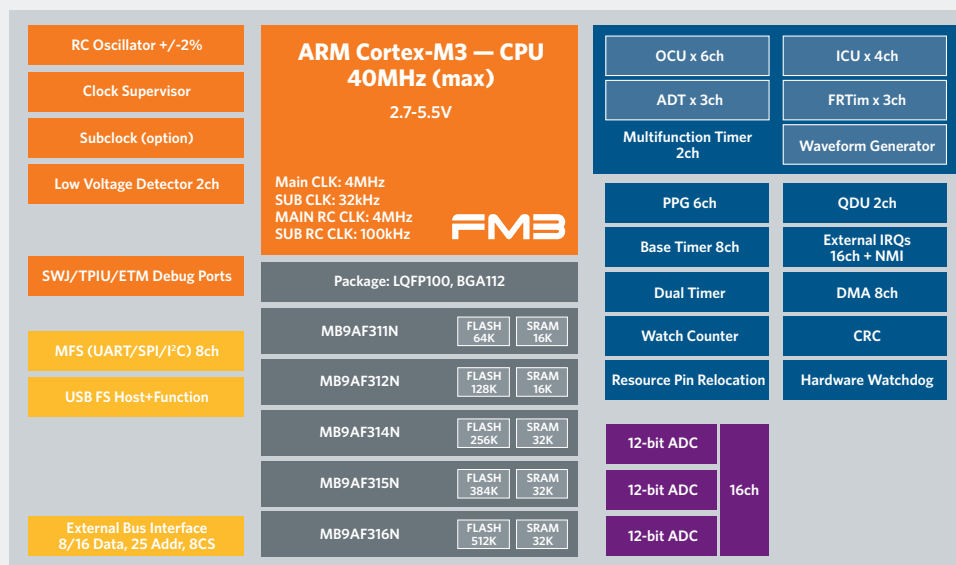 RC Oscillator +/-2%
Clock Supervisor
Subclock (option)
Low Voltage Detector 2ch
SWJ/TPIU/ETM Debug Ports
MFS (UART/SPI/I²C) 8ch
USB FS Host+Function
External Bus Interface
8/16 Data, 25 Addr, 8CS
ARM Cortex-M3 — CPU
40MHz (max)
2.7-5.5V
Main CLK: 4MHz
SUB CLK: 32kHz
MAIN RC CLK: 4MHz
SUB RC CLK: 100kHz
FM3
Package: LQFP100, BGA112
MB9AF311N
FLASH
64K
SRAM
16K
MB9AF312N
FLASH
128K
SRAM
16K
MB9AF314N
FLASH
256K
SRAM
32K
MB9AF315N
FLASH
384K
SRAM
32K
MB9AF316N
FLASH
512K
SRAM
32K
OCU x 6ch
ICU x 4ch
ADT x 3ch
FRTim x 3ch
Multifunction Timer
2ch
Waveform Generator
PPG 6ch
QDU 2ch
Base Timer 8ch
External IRQs
16ch + NMI
Dual Timer
DMA 8ch
Watch Counter
CRC
Resource Pin Relocation
Hardware Watchdog
12-bit ADC
12-bit ADC
12-bit ADC
16ch